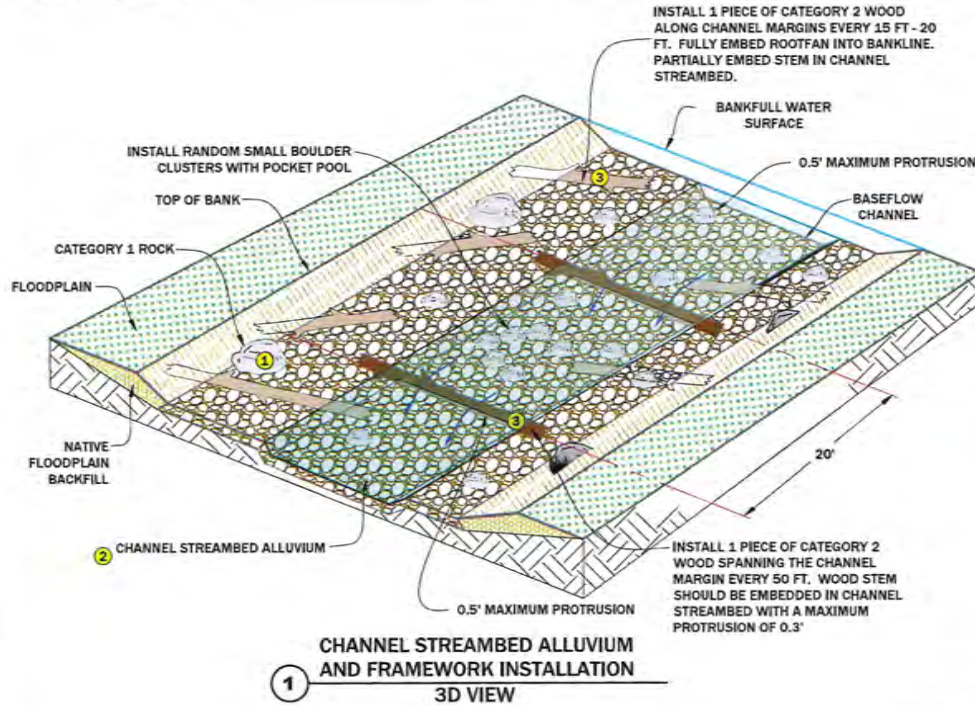 INSTALL 1 PIECE OF CATEGORY 2 WOOD
ALONG CHANNEL MARGINS EVERY 15 FT - 20
FT. FULLY EMBED ROOTFAN INTO BANKLINE.
PARTIALLY EMBED STEM IN CHANNEL
STREAMBED.
BANKFULL WATER
SURFACE
INSTALL RANDOM SMALL BOULDER
CLUSTERS WITH POCKET POOL
3
0.5' MAXIMUM PROTRUSION
TOP OF BANK
BASEFLOW
CHANNEL
CATEGORY 1 ROCK
FLOODPLAIN
1
3
NATIVE
FLOODPLAIN
BACKFILL
20'
2 CHANNEL STREAMBED ALLUVIUM
INSTALL 1 PIECE OF CATEGORY 2
WOOD SPANNING THE CHANNEL
MARGIN EVERY 50 FT. WOOD STEM
SHOULD BE EMBEDDED IN CHANNEL
STREAMBED WITH A MAXIMUM
PROTRUSION OF 0.3'
0.5' MAXIMUM PROTRUSION
CHANNEL STREAMBED ALLUVIUM
AND FRAMEWORK INSTALLATION
1
3D VIEW